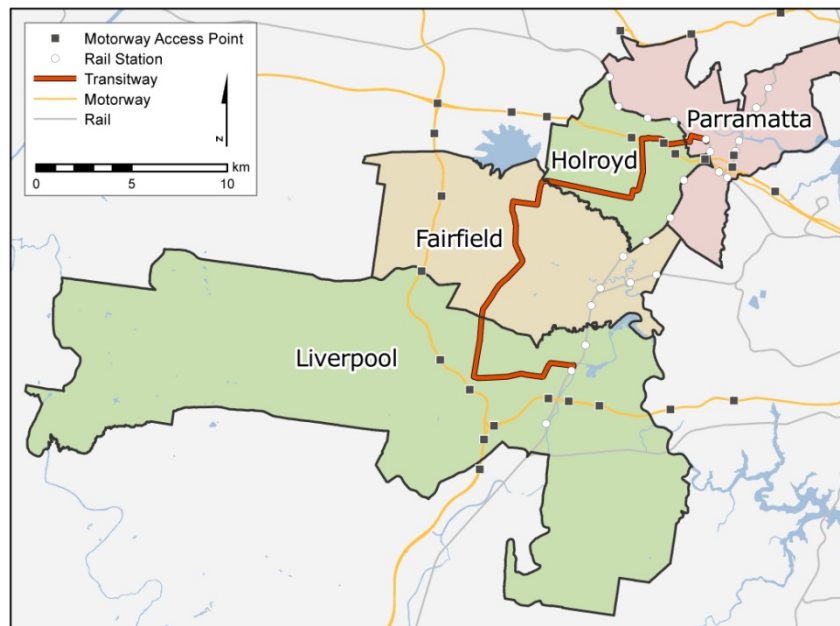 Motorway Access Point
Rail Station
Transitway
Motorway
Rail
z
km
0 5 10
Parramatta
Holroyd
Fairfield
Liverpool